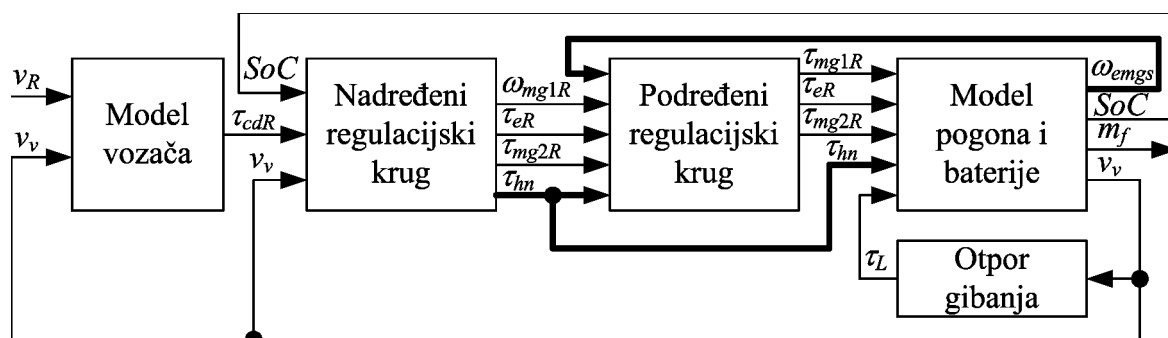 v_R
v_v
Model
vozača
τ_cdR
SoC
v_v
Nadređeni
regulacijski
krug
ω_mg1R
τ_eR
τ_mg2R
τ_hn
Podređeni
regulacijski
krug
τ_mg1R
τ_eR
τ_mg2R
τ_hn
τ_L
Model
pogona i
baterije
ω_emgs
SoC
m_f
v_v
Otpor
gibanja